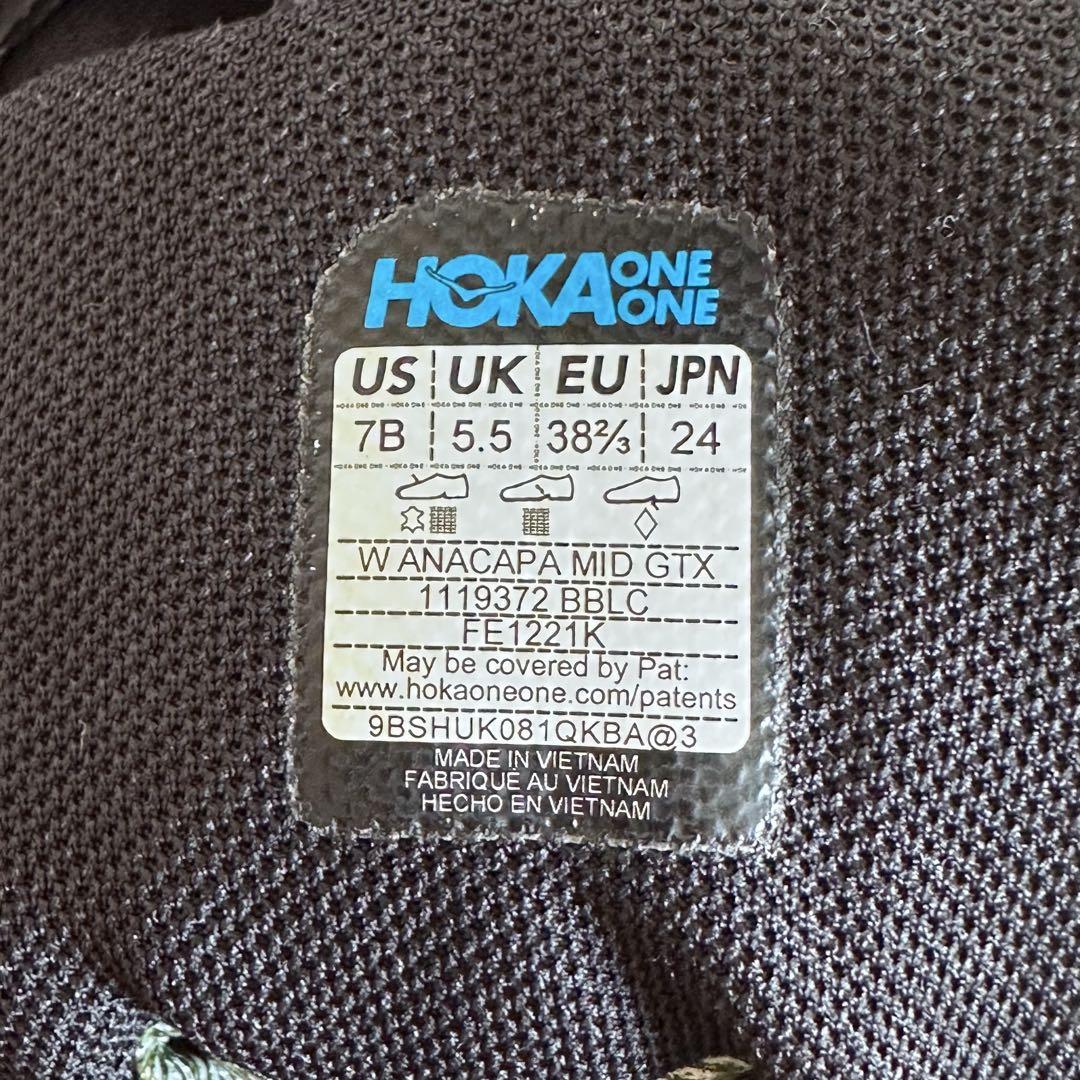 HOKA ONE ONE
US UK EU JPN
7B 5.5 38⅔ 24
W ANACAPA MID GTX
1119372 BBLC
FE1221K
May be covered by Pat:
www.hokaoneone.com/patents
9BSHUK081QKBA@3
MADE IN VIETNAM
FABRIQUÉ AU VIETNAM
HECHO EN VIETNAM